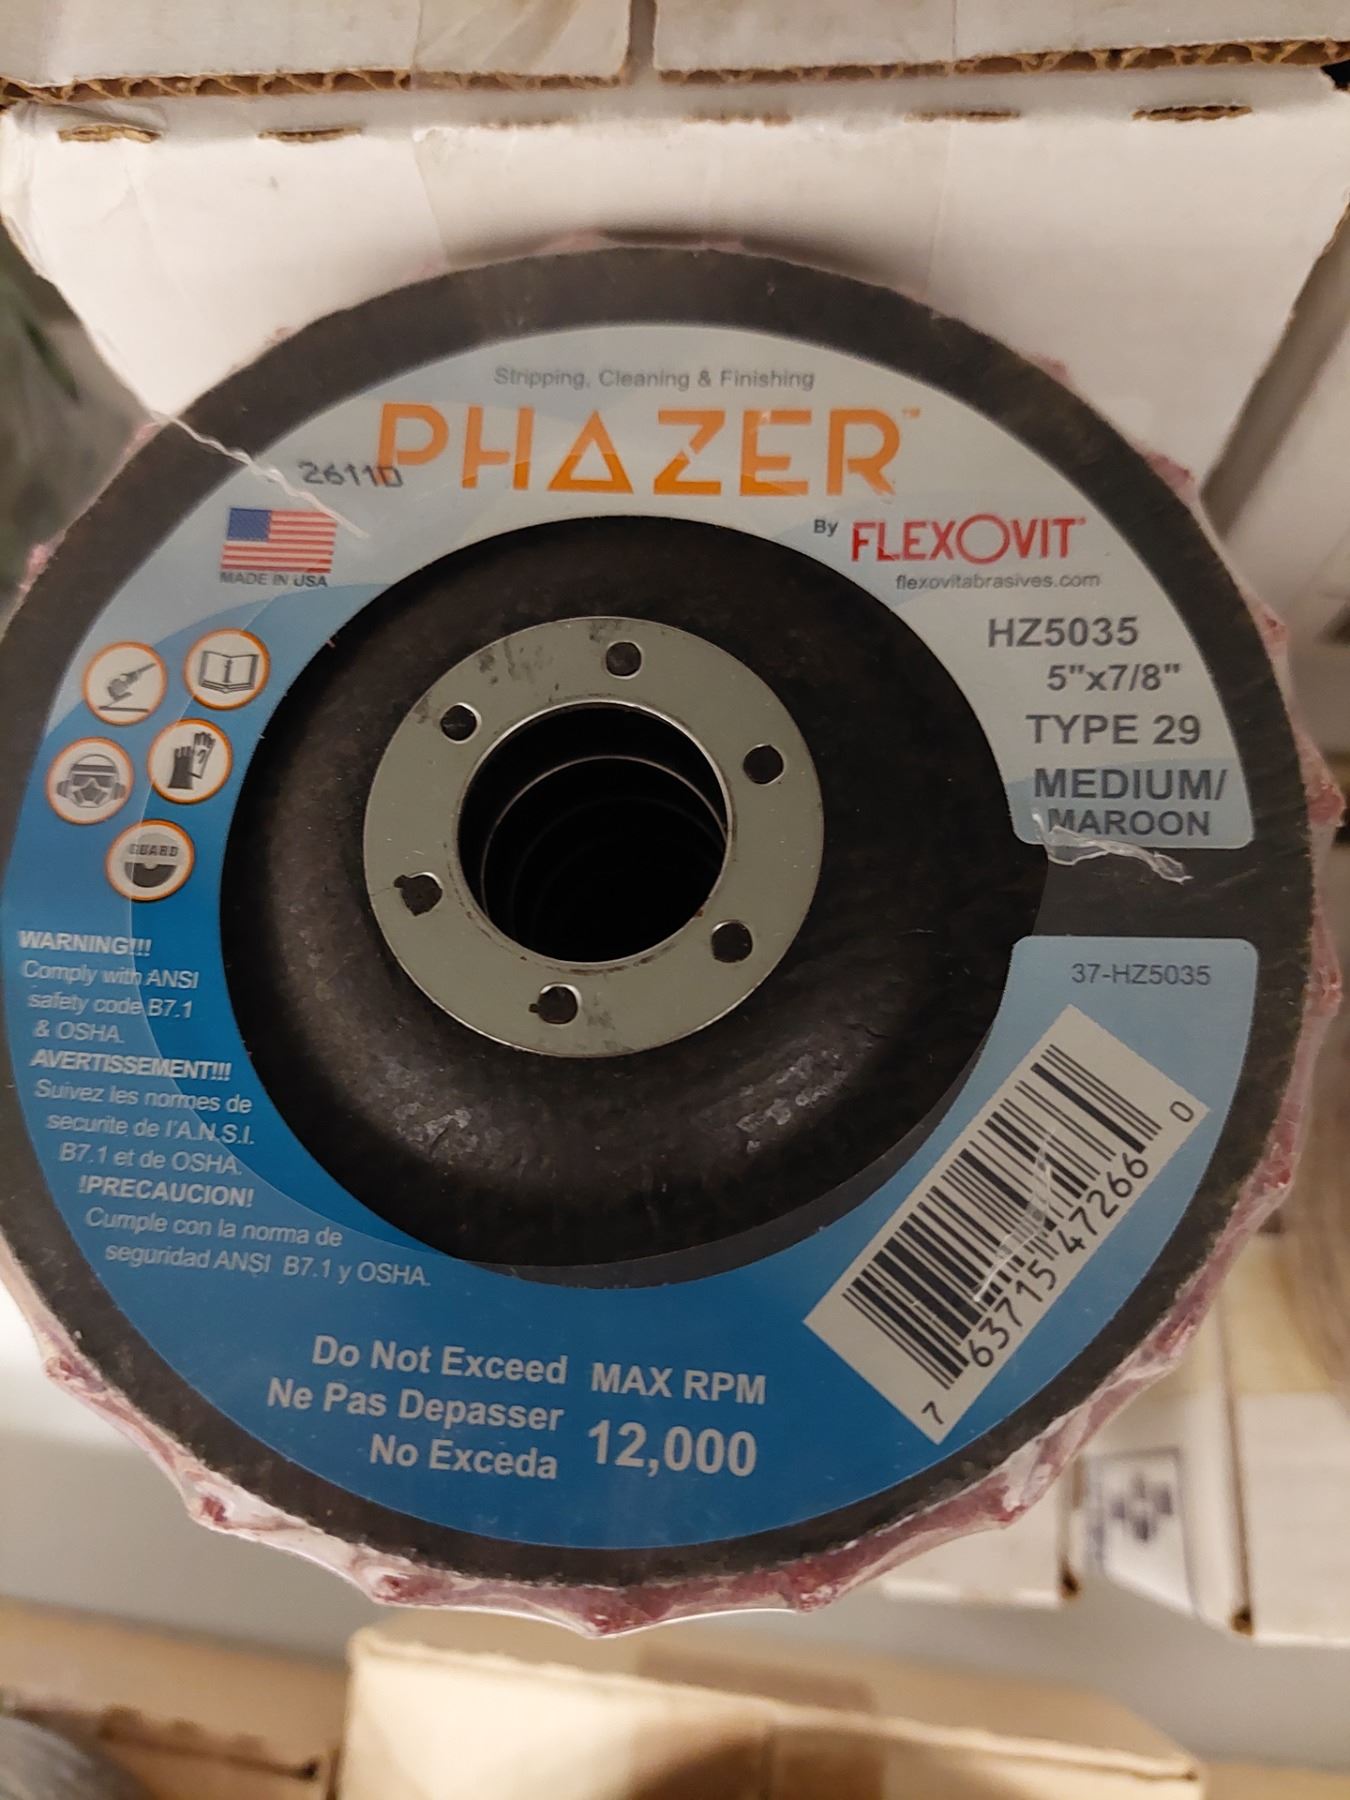 Stripping, Cleaning & Finishing
PHAZER™
26110
MADE IN USA
By FLEXOVIT®
flexovitabrasives.com
HZ5035
5"x7/8"
TYPE 29
MEDIUM/
MAROON
GUARD
WARNING!!!
Comply with ANSI
safety code B7.1
& OSHA.
AVERTISSEMENT!!!
Suivez les normes de
securite de l'A.N.S.I.
B7.1 et de OSHA.
!PRECAUCION!
Cumple con la norma de
seguridad ANSI B7.1 y OSHA.
37-HZ5035
7 63715 47266 0
Do Not Exceed
Ne Pas Depasser
No Exceda
MAX RPM
12,000